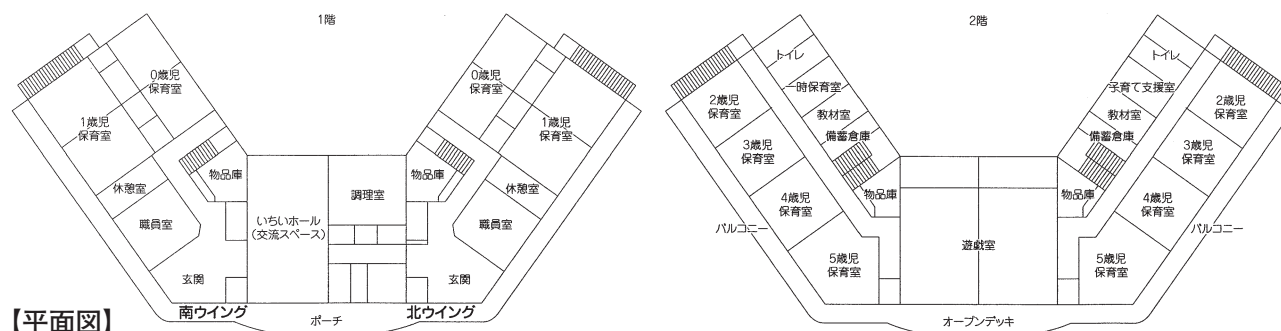 1階
0歳児
保育室
1歳児
保育室
休憩室
職員室
玄関
物品庫
いちいホール
(交流スペース)
調理室
物品庫
0歳児
保育室
1歳児
保育室
休憩室
職員室
玄関
南ウイング
北ウイング
ポーチ
【平面図】
2階
トイレ
一時保育室
教材室
備蓄倉庫
2歳児
保育室
3歳児
保育室
4歳児
保育室
5歳児
保育室
物品庫
バルコニー
遊戯室
トイレ
子育て支援室
教材室
備蓄倉庫
物品庫
2歳児
保育室
3歳児
保育室
4歳児
保育室
5歳児
保育室
バルコニー
オープンデッキ